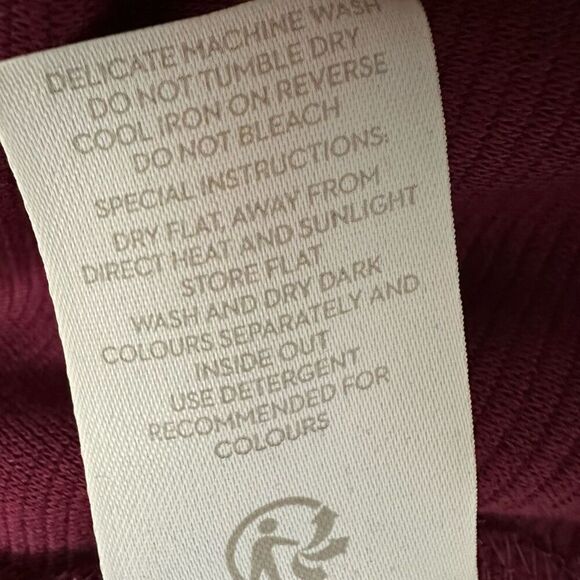 DELICATE MACHINE WASH
DO NOT TUMBLE DRY
COOL IRON ON REVERSE
DO NOT BLEACH
SPECIAL INSTRUCTIONS:
DRY FLAT, AWAY FROM
DIRECT HEAT AND SUNLIGHT
STORE FLAT
WASH AND DRY DARK
COLOURS SEPARATELY AND
INSIDE OUT
USE DETERGENT
RECOMMENDED FOR
COLOURS